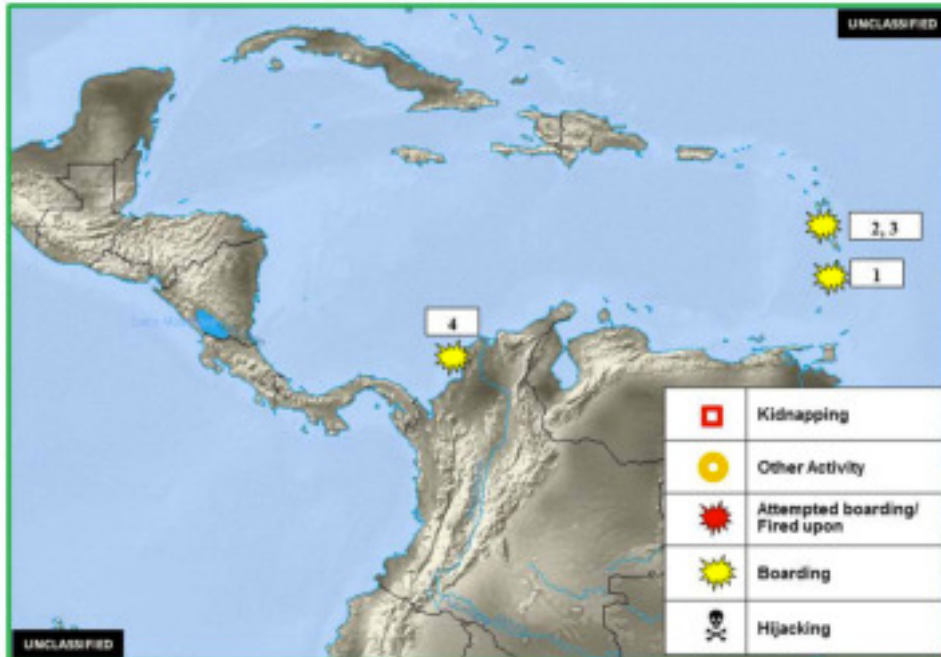 UNCLASSIFIED
2, 3
1
4
Kidnapping
Other Activity
Attempted boarding/
Fired upon
Boarding
Hijacking
UNCLASSIFIED